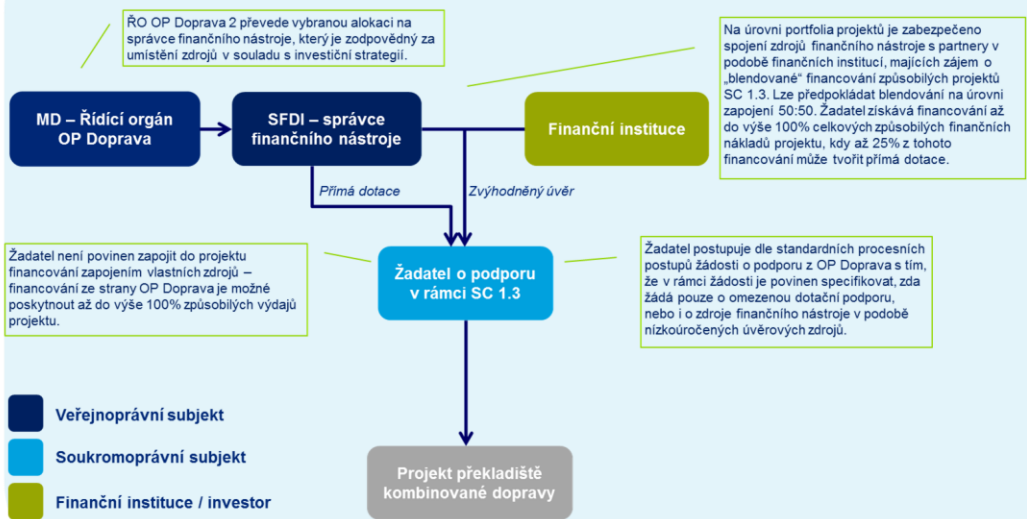 ŘO OP Doprava 2 převede vybranou alokaci na
správce finančního nástroje, který je zodpovědný za
umístění zdrojů v souladu s investiční strategií.
Na úrovni portfolia projektů je zabezpečeno
spojení zdrojů finančního nástroje s partnery v
podobě finančních institucí, majících zájem o
„blendované“ financování způsobilých projektů
SC 1.3. Lze předpokládat blendování na úrovni
zapojení 50:50. Žadatel získává financování až
do výše 100% celkových způsobilých finančních
nákladů projektu, kdy až 25% z tohoto
financování může tvořit přímá dotace.
MD – Řídící orgán
OP Doprava
SFDI – správce
finančního nástroje
Finanční instituce
Přímá dotace
Zvýhodněný úvěr
Žadatel není povinen zapojit do projektu
financování zapojením vlastních zdrojů –
financování ze strany OP Doprava je možné
poskytnout až do výše 100% způsobilých výdajů
projektu.
Žadatel o podporu
v rámci SC 1.3
Žadatel postupuje dle standardních procesních
postupů žádosti o podporu z OP Doprava s tím,
že v rámci žádosti je povinen specifikovat, zda
žádá pouze o omezenou dotační podporu,
nebo i o zdroje finančního nástroje v podobě
nízkoúročených úvěrových zdrojů.
Veřejnoprávní subjekt
Soukromoprávní subjekt
Finanční instituce / investor
Projekt překladiště
kombinované dopravy